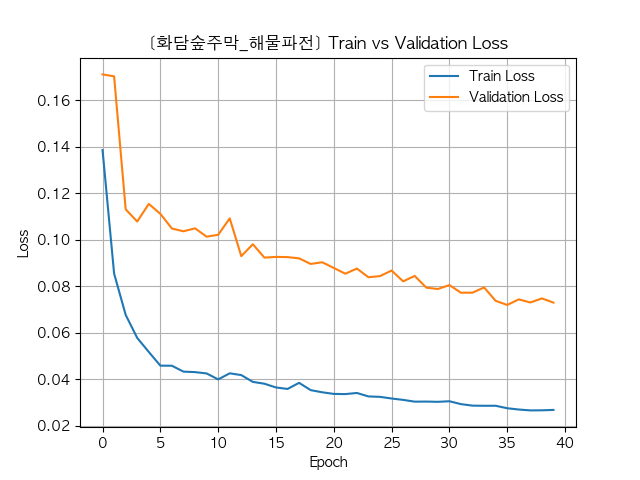 [화담숲주막_해물파전] Train vs Validation Loss
Train Loss
Validation Loss
Loss
0.16
0.14
0.12
0.10
0.08
0.06
0.04
0.02
0 5 10 15 20 25 30 35 40
Epoch